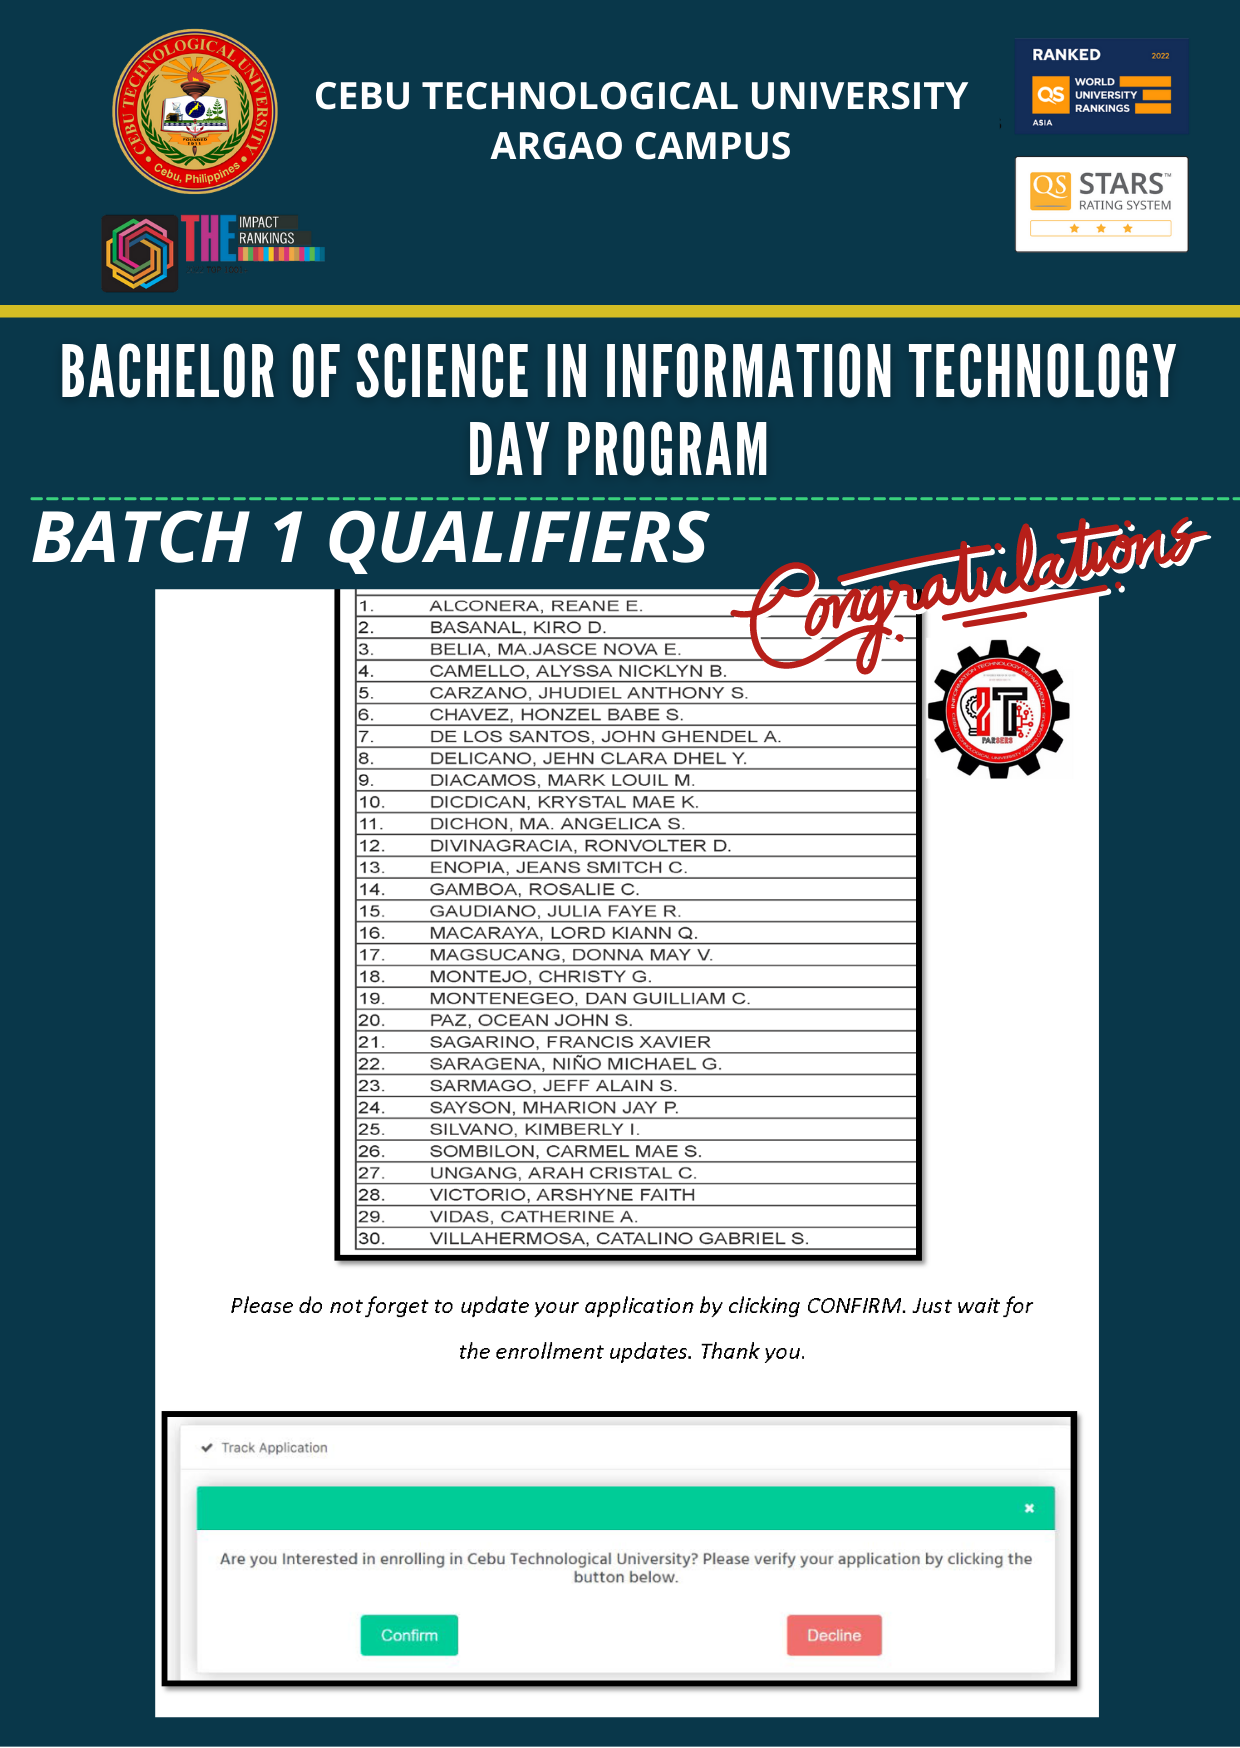 CEBU TECHNOLOGICAL UNIVERSITY
Cebu, Philippines
FOUNDED
1911
CEBU TECHNOLOGICAL UNIVERSITY
ARGAO CAMPUS
RANKED 2022
QS WORLD
UNIVERSITY
RANKINGS
ASIA
QS STARS™
RATING SYSTEM
THE IMPACT
RANKINGS
BACHELOR OF SCIENCE IN INFORMATION TECHNOLOGY
DAY PROGRAM
BATCH 1 QUALIFIERS
Congratulations
1. ALCONERA, REANE E.
2. BASANAL, KIRO D.
3. BELIA, MA.JASCE NOVA E.
4. CAMELLO, ALYSSA NICKLYN B.
5. CARZANO, JHUDIEL ANTHONY S.
6. CHAVEZ, HONZEL BABE S.
7. DE LOS SANTOS, JOHN GHENDEL A.
8. DELICANO, JEHN CLARA DHEL Y.
9. DIACAMOS, MARK LOUIL M.
10. DICDICAN, KRYSTAL MAE K.
11. DICHON, MA. ANGELICA S.
12. DIVINAGRACIA, RONVOLTER D.
13. ENOPIA, JEANS SMITCH C.
14. GAMBOA, ROSALIE C.
15. GAUDIANO, JULIA FAYE R.
16. MACARAYA, LORD KIANN Q.
17. MAGSUCANG, DONNA MAY V.
18. MONTEJO, CHRISTY G.
19. MONTENEGEO, DAN GUILLIAM C.
20. PAZ, OCEAN JOHN S.
21. SAGARINO, FRANCIS XAVIER
22. SARAGENA, NIÑO MICHAEL G.
23. SARMAGO, JEFF ALAIN S.
24. SAYSON, MHARION JAY P.
25. SILVANO, KIMBERLY I.
26. SOMBILON, CARMEL MAE S.
27. UNGANG, ARAH CRISTAL C.
28. VICTORIO, ARSHYNE FAITH
29. VIDAS, CATHERINE A.
30. VILLAHERMOSA, CATALINO GABRIEL S.
INFORMATION TECHNOLOGY DEPARTMENT
IT
PARSERS
Please do not forget to update your application by clicking CONFIRM. Just wait for
the enrollment updates. Thank you.
Track Application
Are you Interested in enrolling in Cebu Technological University? Please verify your application by clicking the
button below.
Confirm Decline